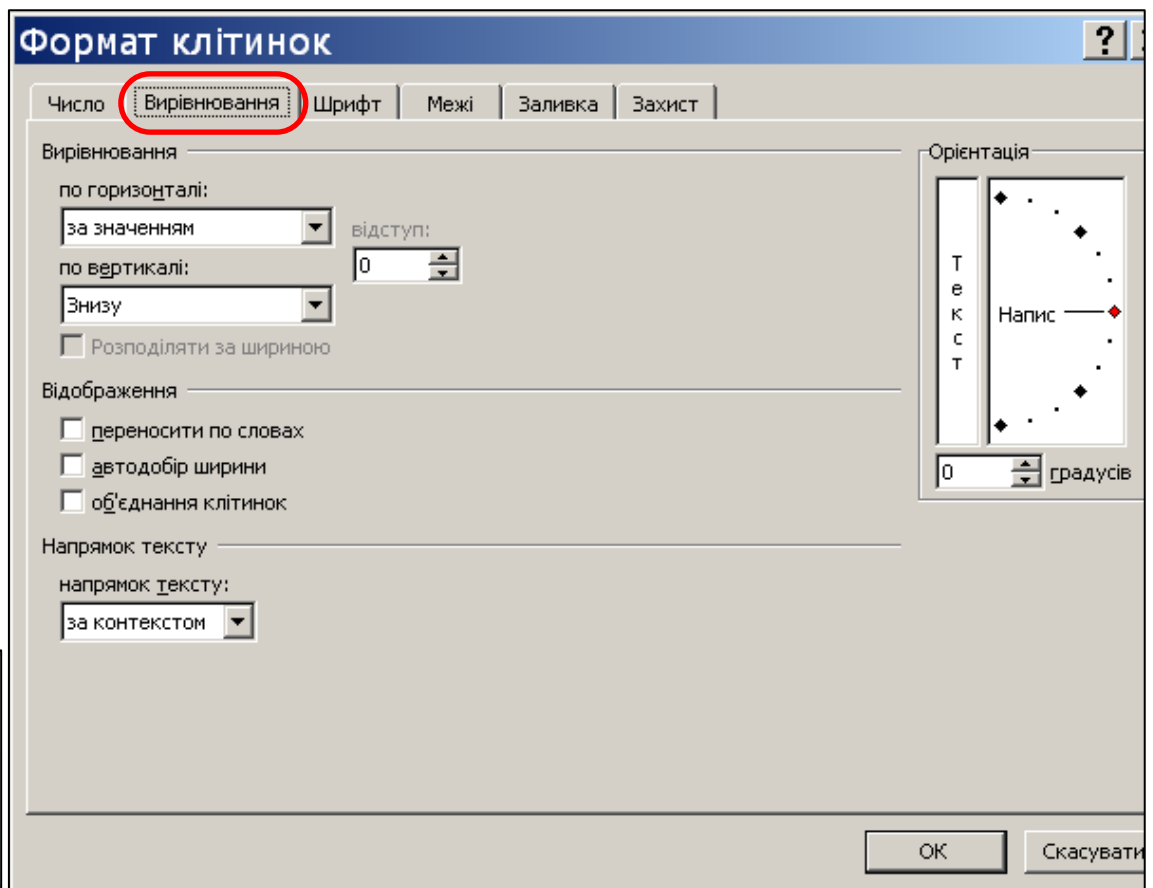 Формат клітинок
?
Число Вирівнювання Шрифт Межі Заливка Захист
Вирівнювання
по горизонталі:
за значенням
відступ:
0
по вертикалі:
Знизу
Розподіляти за шириною
Відображення
переносити по словах
автодобір ширини
об'єднання клітинок
Напрямок тексту
напрямок тексту:
за контекстом
Орієнтація
Текст
Напис
0 градусів
ОК Скасувати